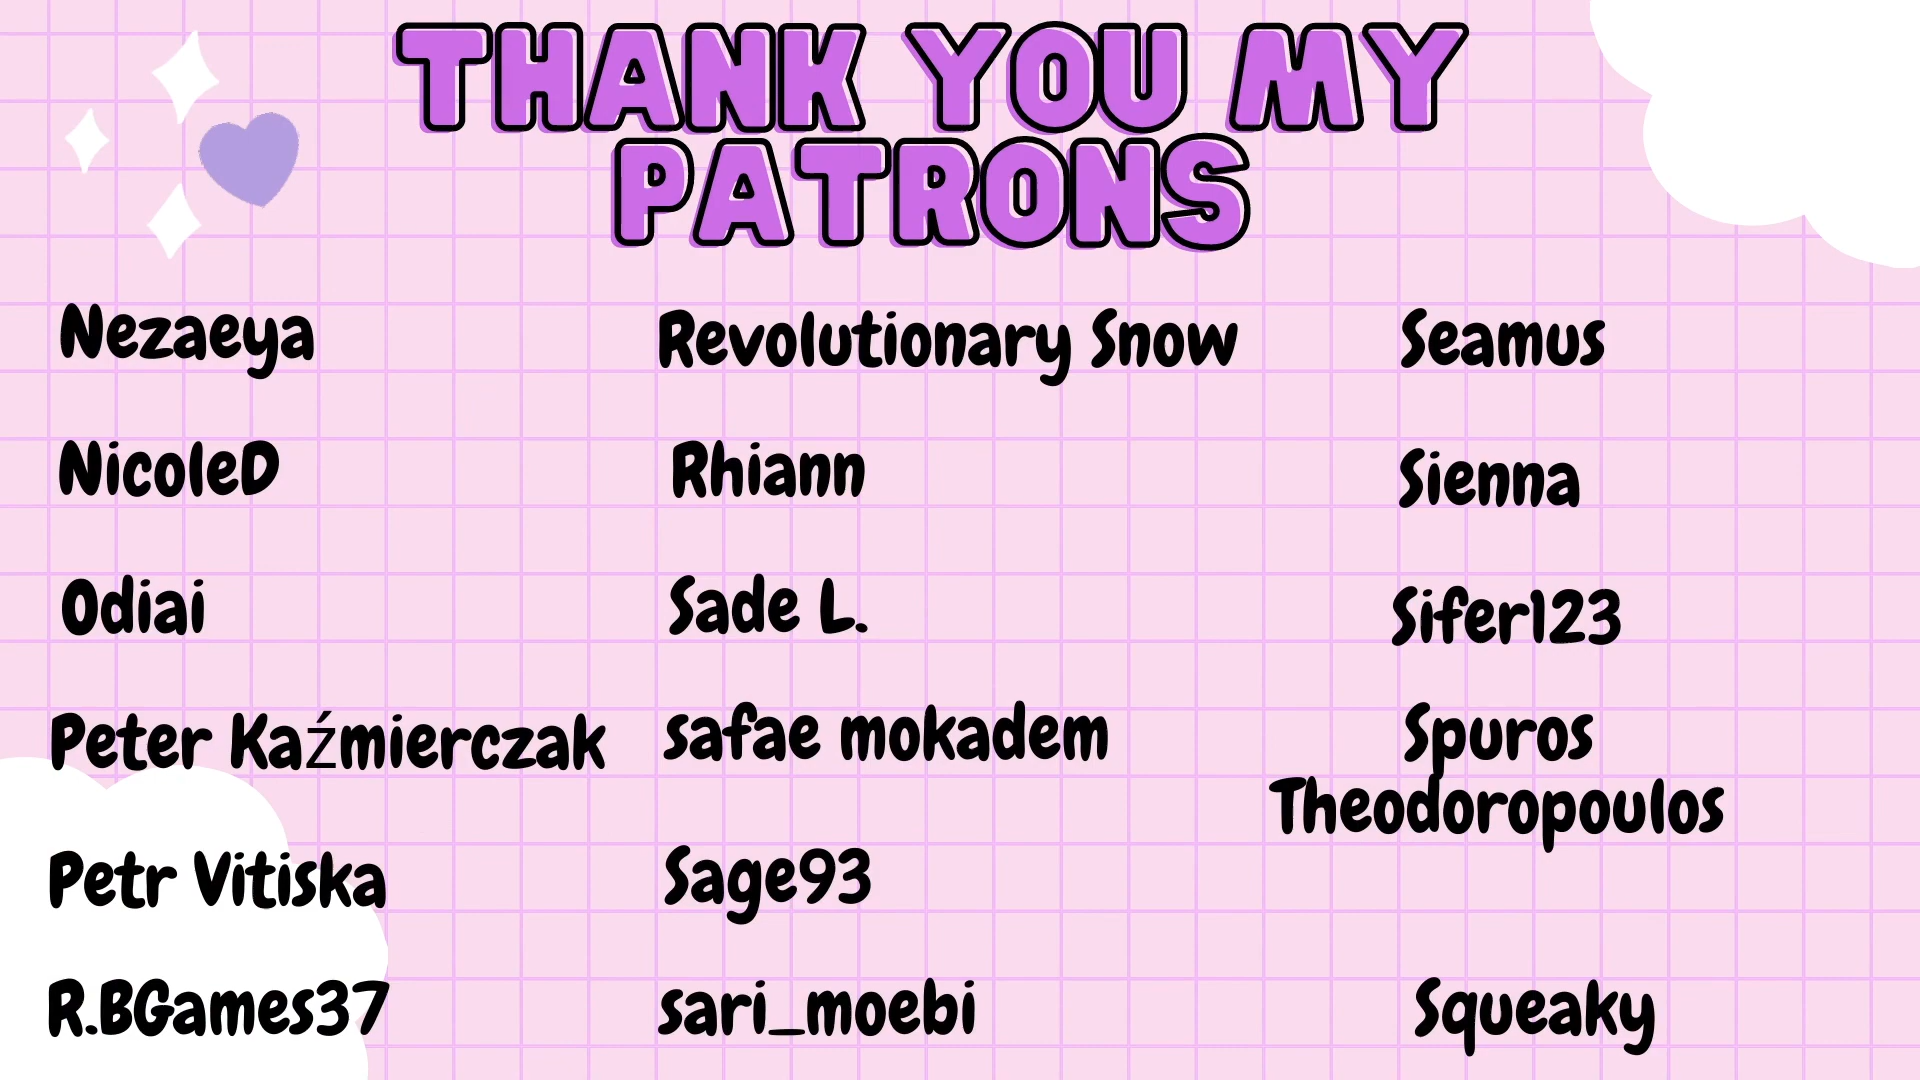 THANK YOU MY
PATRONS
Nezaeya
NicoleD
Odiai
Peter Kaźmierczak
Petr Vitiska
R.BGames37
Revolutionary Snow
Rhiann
Sade L.
safae mokadem
Sage93
sari_moebi
Seamus
Sienna
Sifer123
Spuros
Theodoropoulos
Squeaky